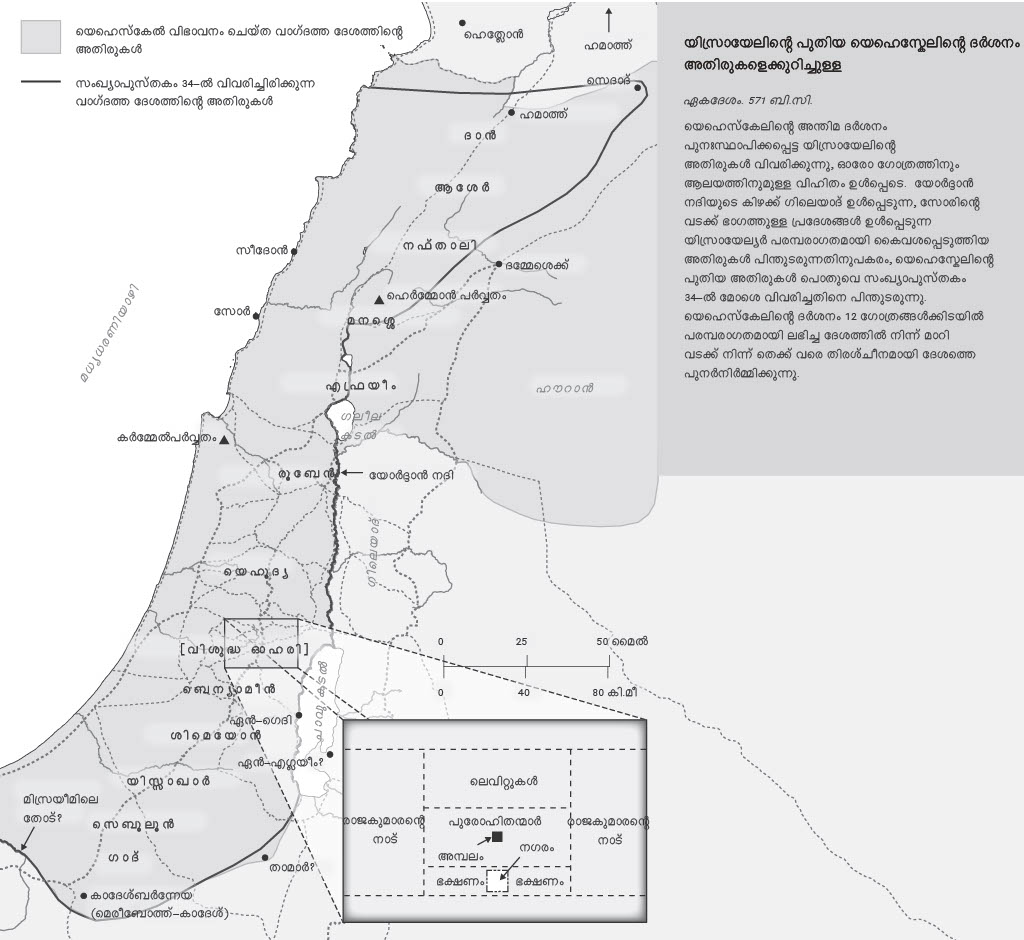 യെഹെസ്കേൽ വിഭാവനം ചെയ്ത വാഗ്ദത്ത ദേശത്തിന്റെ
അതിരുകൾ
സംഖ്യാപുസ്തകം 34–ൽ വിവരിച്ചിരിക്കുന്ന
വാഗ്ദത്ത ദേശത്തിന്റെ അതിരുകൾ
യിസ്രായേലിന്റെ പുതിയ യെഹെസ്കേലിന്റെ ദർശനം
അതിരുകളെക്കുറിച്ചുള്ള
ഏകദേശം. 571 ബി.സി.
യെഹെസ്കേലിന്റെ അന്തിമ ദർശനം
പുനഃസ്ഥാപിക്കപ്പെട്ട യിസ്രായേലിന്റെ
അതിരുകൾ വിവരിക്കുന്നു, ഓരോ ഗോത്രത്തിനും
ആലയത്തിനുമുള്ള വിഹിതം ഉൾപ്പെടെ. യോർദ്ദാൻ
നദിയുടെ കിഴക്ക് ഗിലെയാദ് ഉൾപ്പെടുന്ന, സോരിന്റെ
വടക്ക് ഭാഗത്തുള്ള പ്രദേശങ്ങൾ ഉൾപ്പെടുന്ന
യിസ്രായേല്യർ പരമ്പരാഗതമായി കൈവശപ്പെടുത്തിയ
അതിരുകൾ പിന്തുടരുന്നതിനുപകരം, യെഹെസ്കേലിന്റെ
പുതിയ അതിരുകൾ പൊതുവെ സംഖ്യാപുസ്തകം
34–ൽ മോശെ വിവരിച്ചതിനെ പിന്തുടരുന്നു.
യെഹെസ്കേലിന്റെ ദർശനം 12 ഗോത്രങ്ങൾക്കിടയിൽ
പരമ്പരാഗതമായി ലഭിച്ച ദേശത്തിൽ നിന്ന് മാറി
വടക്ക് നിന്ന് തെക്ക് വരെ തിരശ്ചീനമായി ദേശത്തെ
പുനർനിർമ്മിക്കുന്നു.
ഹെത്ലോൻ
ഹമാത്ത്
സെദാദ്
ഹമാത്ത്
ദാൻ
ആശേർ
നഫ്താലി
സീദോൻ
ദമ്മേശെക്ക്
ഹെർമ്മോൻ പർവ്വതം
സോർ
മനശ്ശെ
മധ്യധരണിയാഴി
എഫ്രയീം
ഹൗറാൻ
ഗലീല
കടൽ
കർമ്മേൽപർവ്വതം
രൂബേൻ
യോർദ്ദാൻ നദി
ഗിലെയാദ്
യെഹൂദ്യ
[വിശുദ്ധ ഓഹരി]
0 25 50 മൈൽ
0 40 80 കി.മീ
ബെന്യാമീൻ
ചാവുകടൽ
ഏൻ–ഗെദി
ശിമെയോൻ
ഏൻ–എഗ്ലയീം?
യിസ്സാഖാർ
മിസ്രയീമിലെ
തോട്?
സെബൂലൂൻ
ഗാദ്
താമാർ?
കാദേശ്ബർന്നേയ
(മെരീബോത്ത്–കാദേശ്)
ലെവിറ്റുകൾ
രാജകുമാരന്റെ
നാട്
പുരോഹിതന്മാർ
രാജകുമാരന്റെ
നാട്
അമ്പലം
നഗരം
ഭക്ഷണം
ഭക്ഷണം